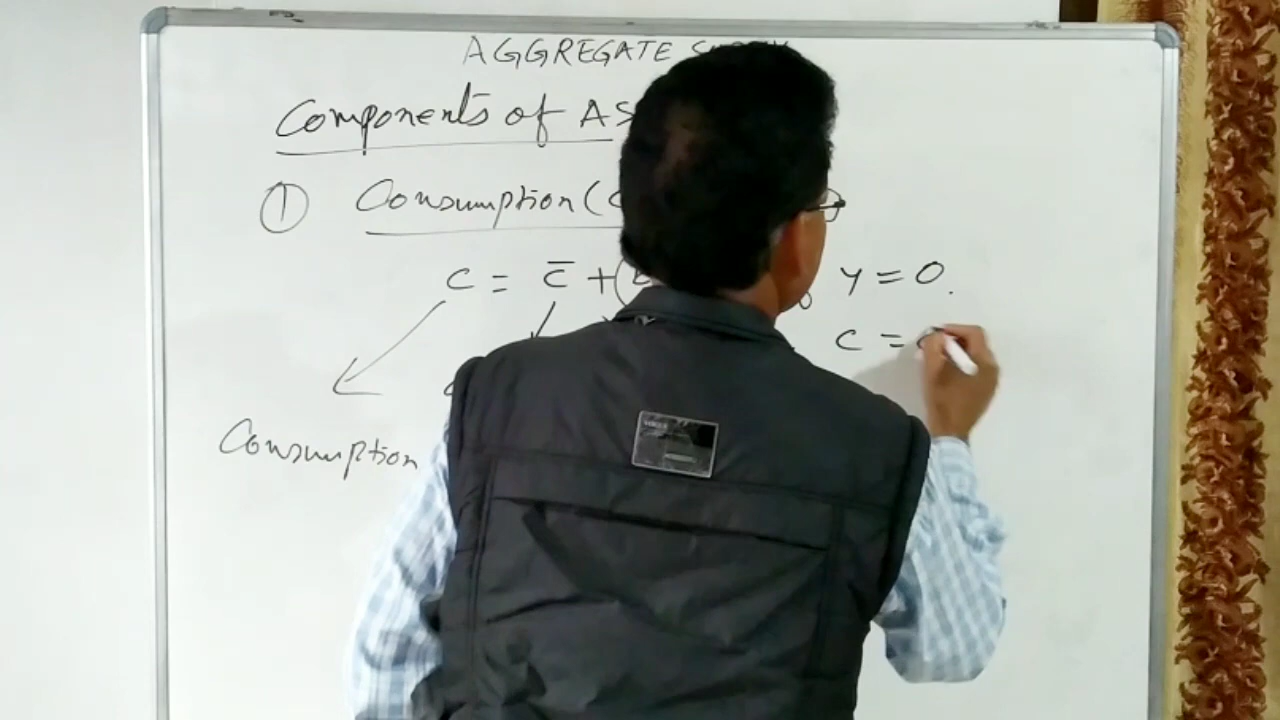 AGGREGATE
Components of AS
① Consumption (C
C = C̄ + (
Y = 0.
C =
Consumption